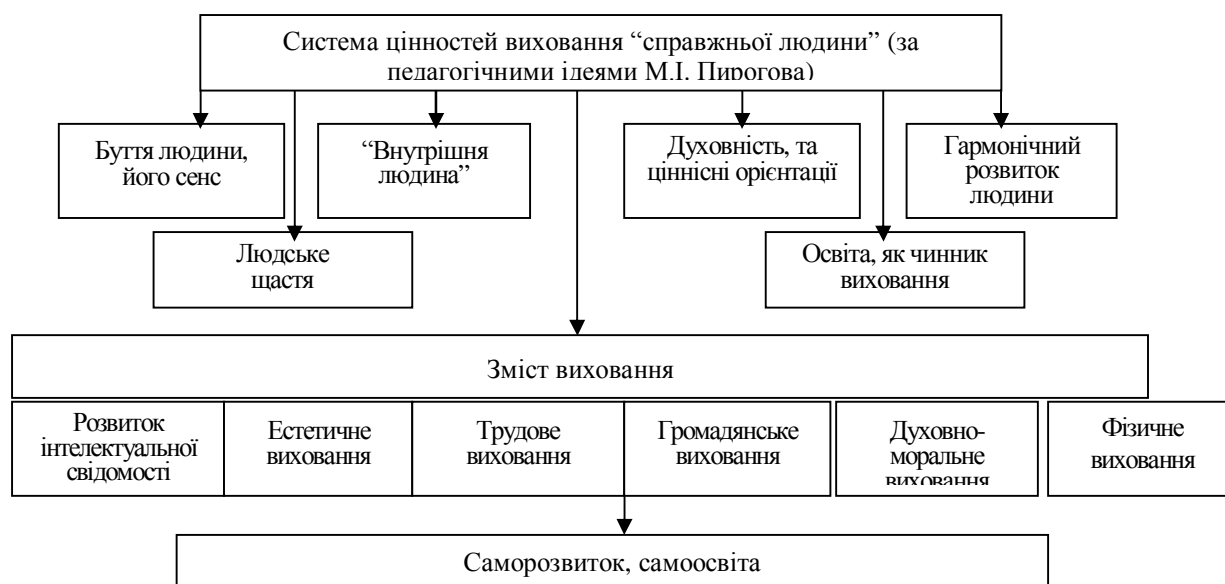 Система цінностей виховання “справжньої людини” (за
педагогічними ідеями М.І. Пирогова)
Буття людини,
його сенс
“Внутрішня
людина”
Духовність, та
ціннісні орієнтації
Гармонічний
розвиток
людини
Людське
щастя
Освіта, як чинник
виховання
Зміст виховання
Розвиток
інтелектуальної
свідомості
Естетичне
виховання
Трудове
виховання
Громадянське
виховання
Духовно-
моральне
виховання
Фізичне
виховання
Саморозвиток, самоосвіта